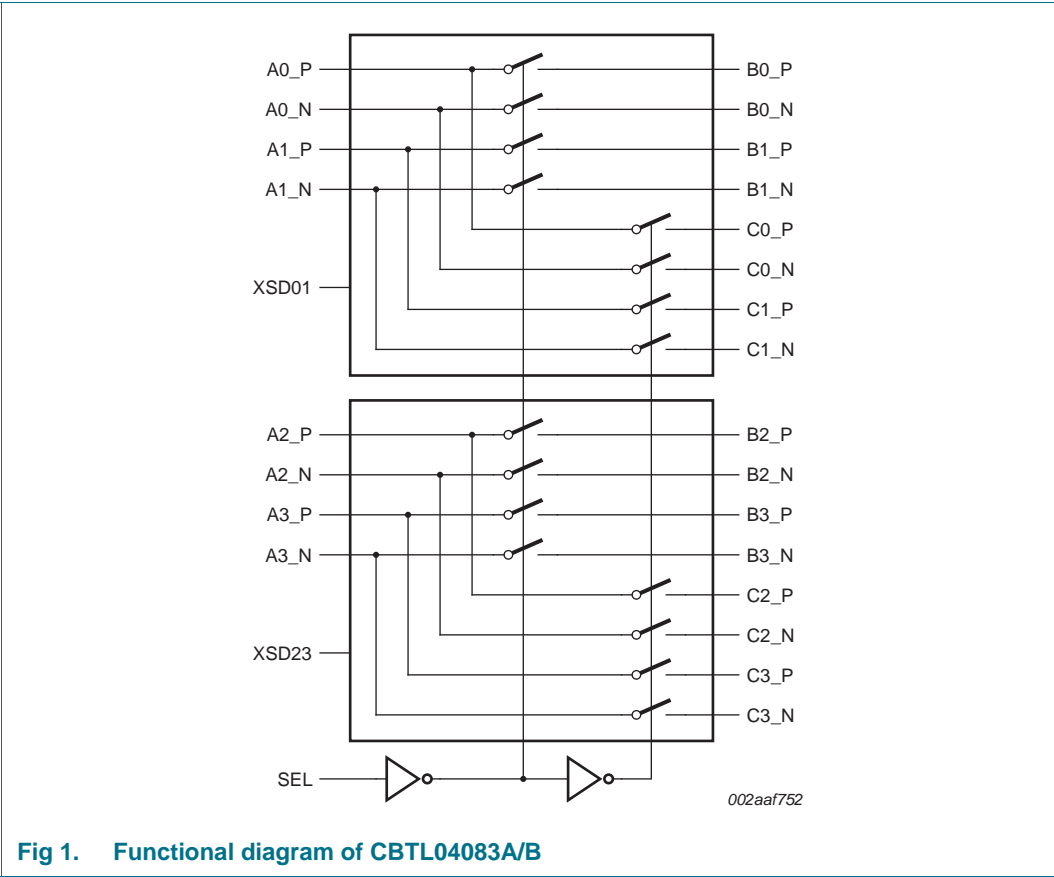 A0_P B0_P
A0_N B0_N
A1_P B1_P
A1_N B1_N
C0_P
C0_N
XSD01
C1_P
C1_N
A2_P B2_P
A2_N B2_N
A3_P B3_P
A3_N B3_N
C2_P
C2_N
XSD23
C3_P
C3_N
SEL
002aaf752
Fig 1. Functional diagram of CBTL04083A/B